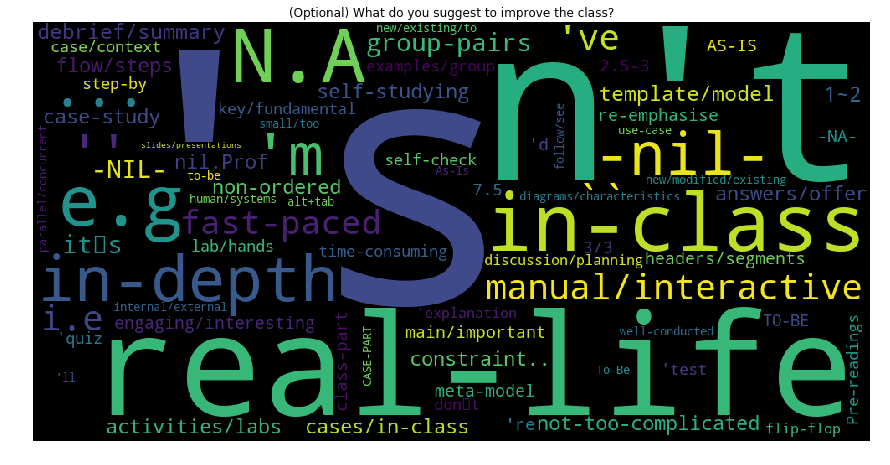 (Optional) What do you suggest to improve the class?
debrief/summary
new/existing/to
case/context
N.A
group-pairs
've
AS-IS
n't
!
flow/steps
examples/group
2.5-3
step-by
self-studying
template/model
1~2
...
case-study
key/fundamental
re-emphasise
small/too
use-case
-NA-
parallel/concurrent
''
s1ides/presentations
'm
's
'd
follow/see
-nil-
-NIL-
nil.Prof
self-check
As-Is
to-be
non-ordered
new/modified/existing
``
e.g
human/systems
alt+tab
7.5
diagrams/characteristics
answers/offer
fast-paced
in-class
lab/hands
time-consuming
3/3
in-depth
discussion/planing
headers/segments
manual/interactive
internal/external
i.e
engaging/interesting
'explanation
real-life
TO-BE
'quiz
class-part
CASE-PART
main/important
well-conducted
Pre-readings
constraint..
To-Be
'test
'll
meta-model
activities/labs
cases/in-class
're
not-too-complicated
flip-flop